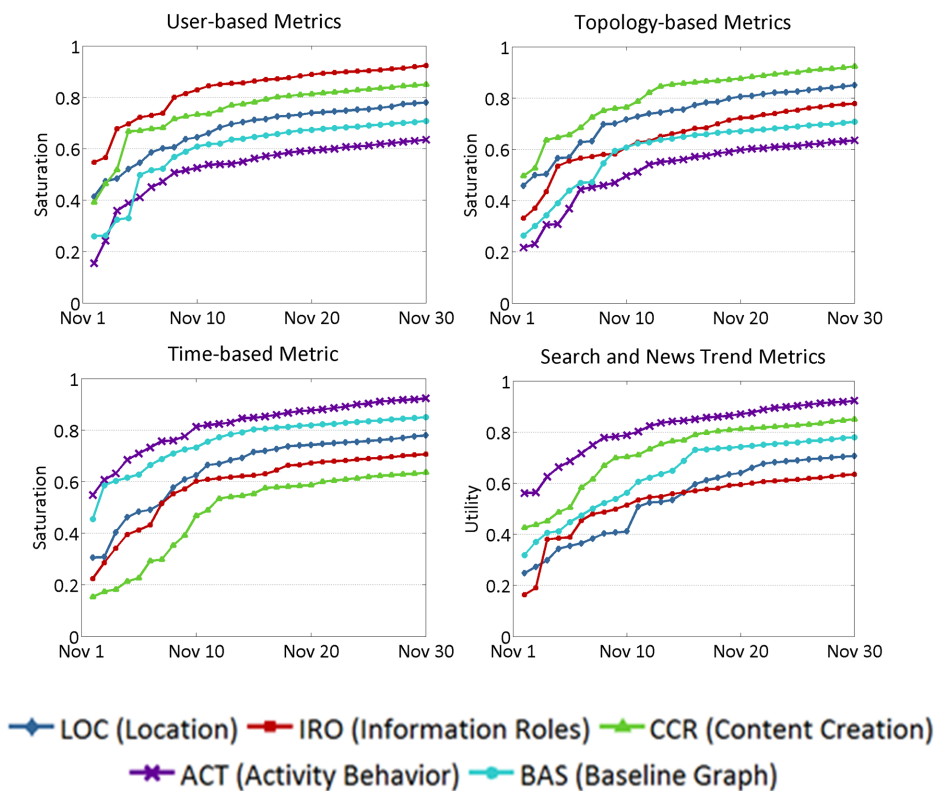 User-based Metrics
Topology-based Metrics
1
0.8
0.6
0.4
0.2
0
Saturation
Nov 1 Nov 10 Nov 20 Nov 30
1
0.8
0.6
0.4
0.2
0
Saturation
Nov 1 Nov 10 Nov 20 Nov 30
Time-based Metric
Search and News Trend Metrics
1
0.8
0.6
0.4
0.2
0
Saturation
Nov 1 Nov 10 Nov 20 Nov 30
1
0.8
0.6
0.4
0.2
0
Utility
Nov 1 Nov 10 Nov 20 Nov 30
LOC (Location) IRO (Information Roles) CCR (Content Creation)
ACT (Activity Behavior) BAS (Baseline Graph)